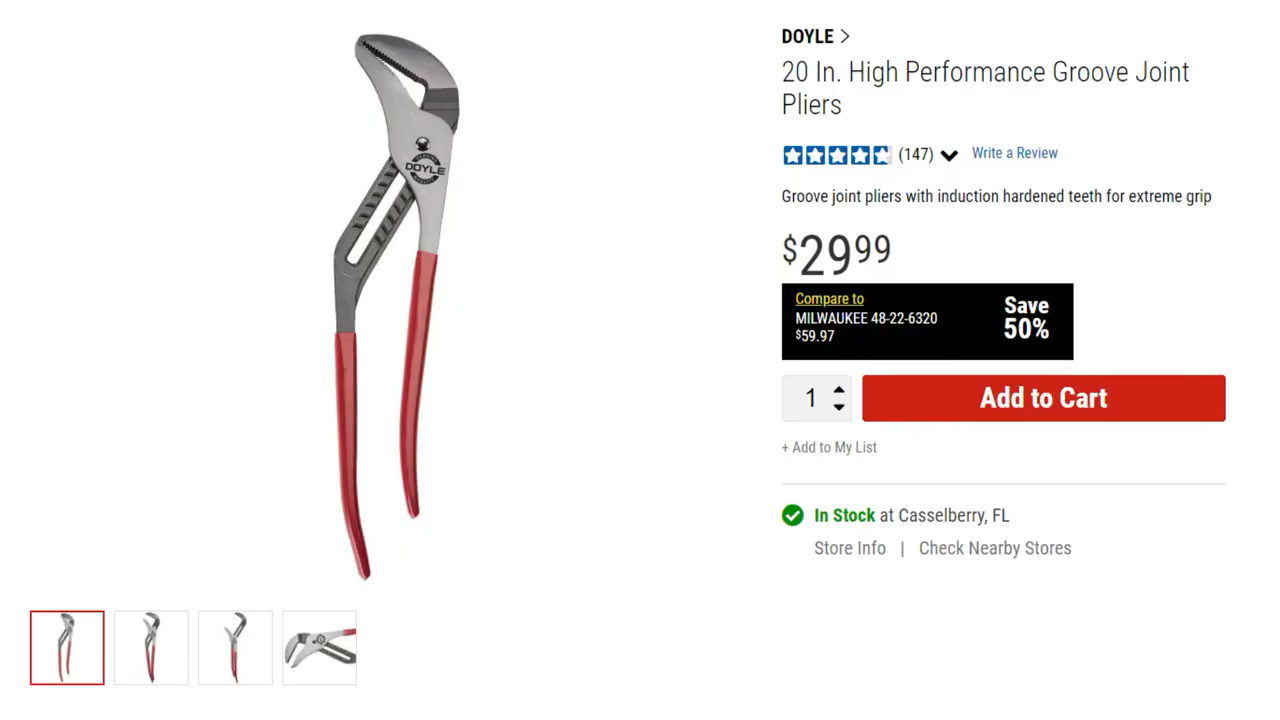 DOYLE
20 In. High Performance Groove Joint
Pliers
(147)
Write a Review
Groove joint pliers with induction hardened teeth for extreme grip
$29 99
Compare to
MILWAUKEE 48-22-6320
$59.97
Save
50%
1
Add to Cart
+ Add to My List
In Stock at Casselberry, FL
Store Info | Check Nearby Stores
DOYLE